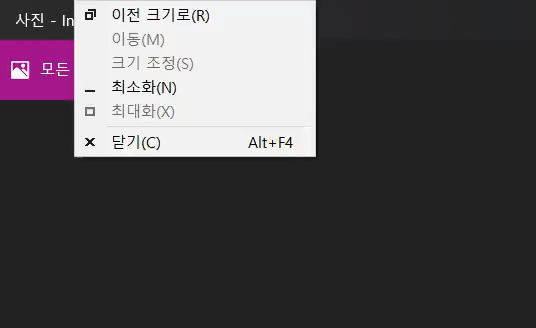 사진 - In
모든
이전 크기로(R)
이동(M)
크기 조정(S)
최소화(N)
최대화(X)
닫기(C) Alt+F4